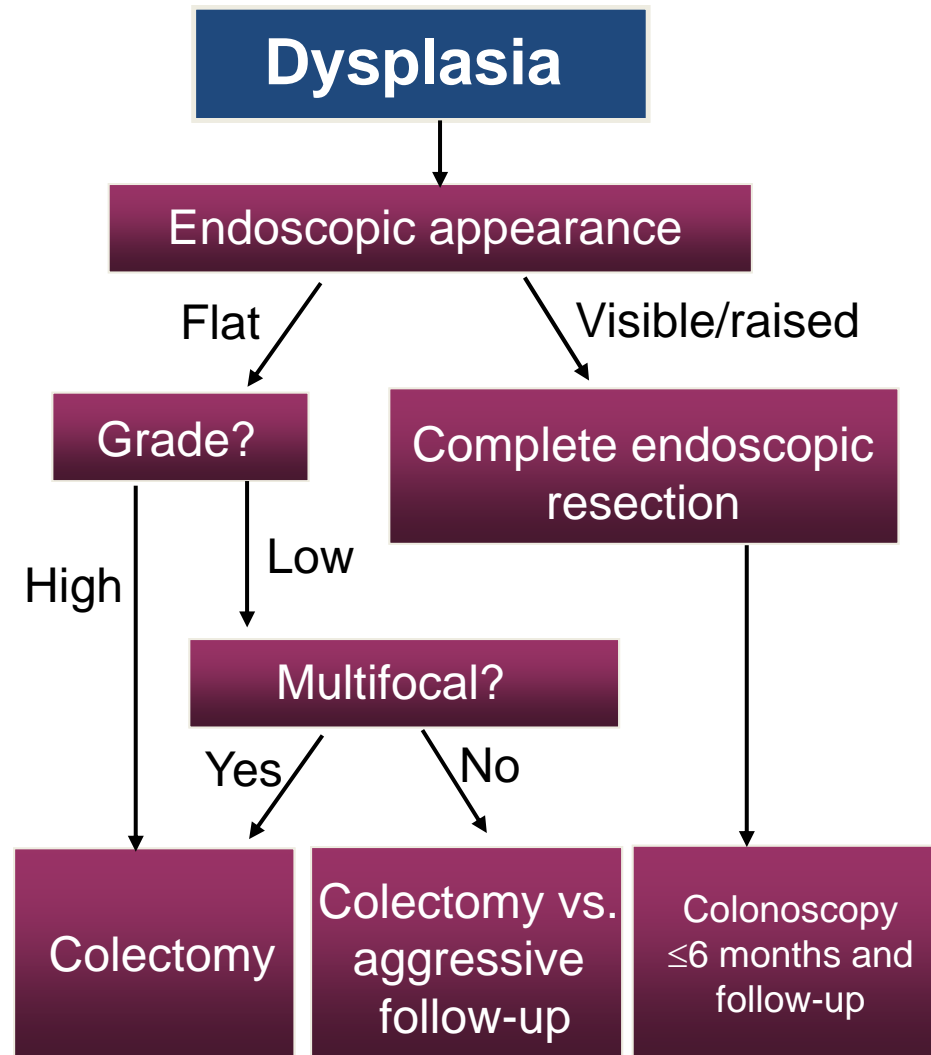 Dysplasia
Endoscopic appearance
Flat
Visible/raised
Grade?
Complete endoscopic
resection
High
Low
Multifocal?
Yes
No
Colectomy
Colectomy vs.
aggressive
follow-up
Colonoscopy
≤6 months and
follow-up